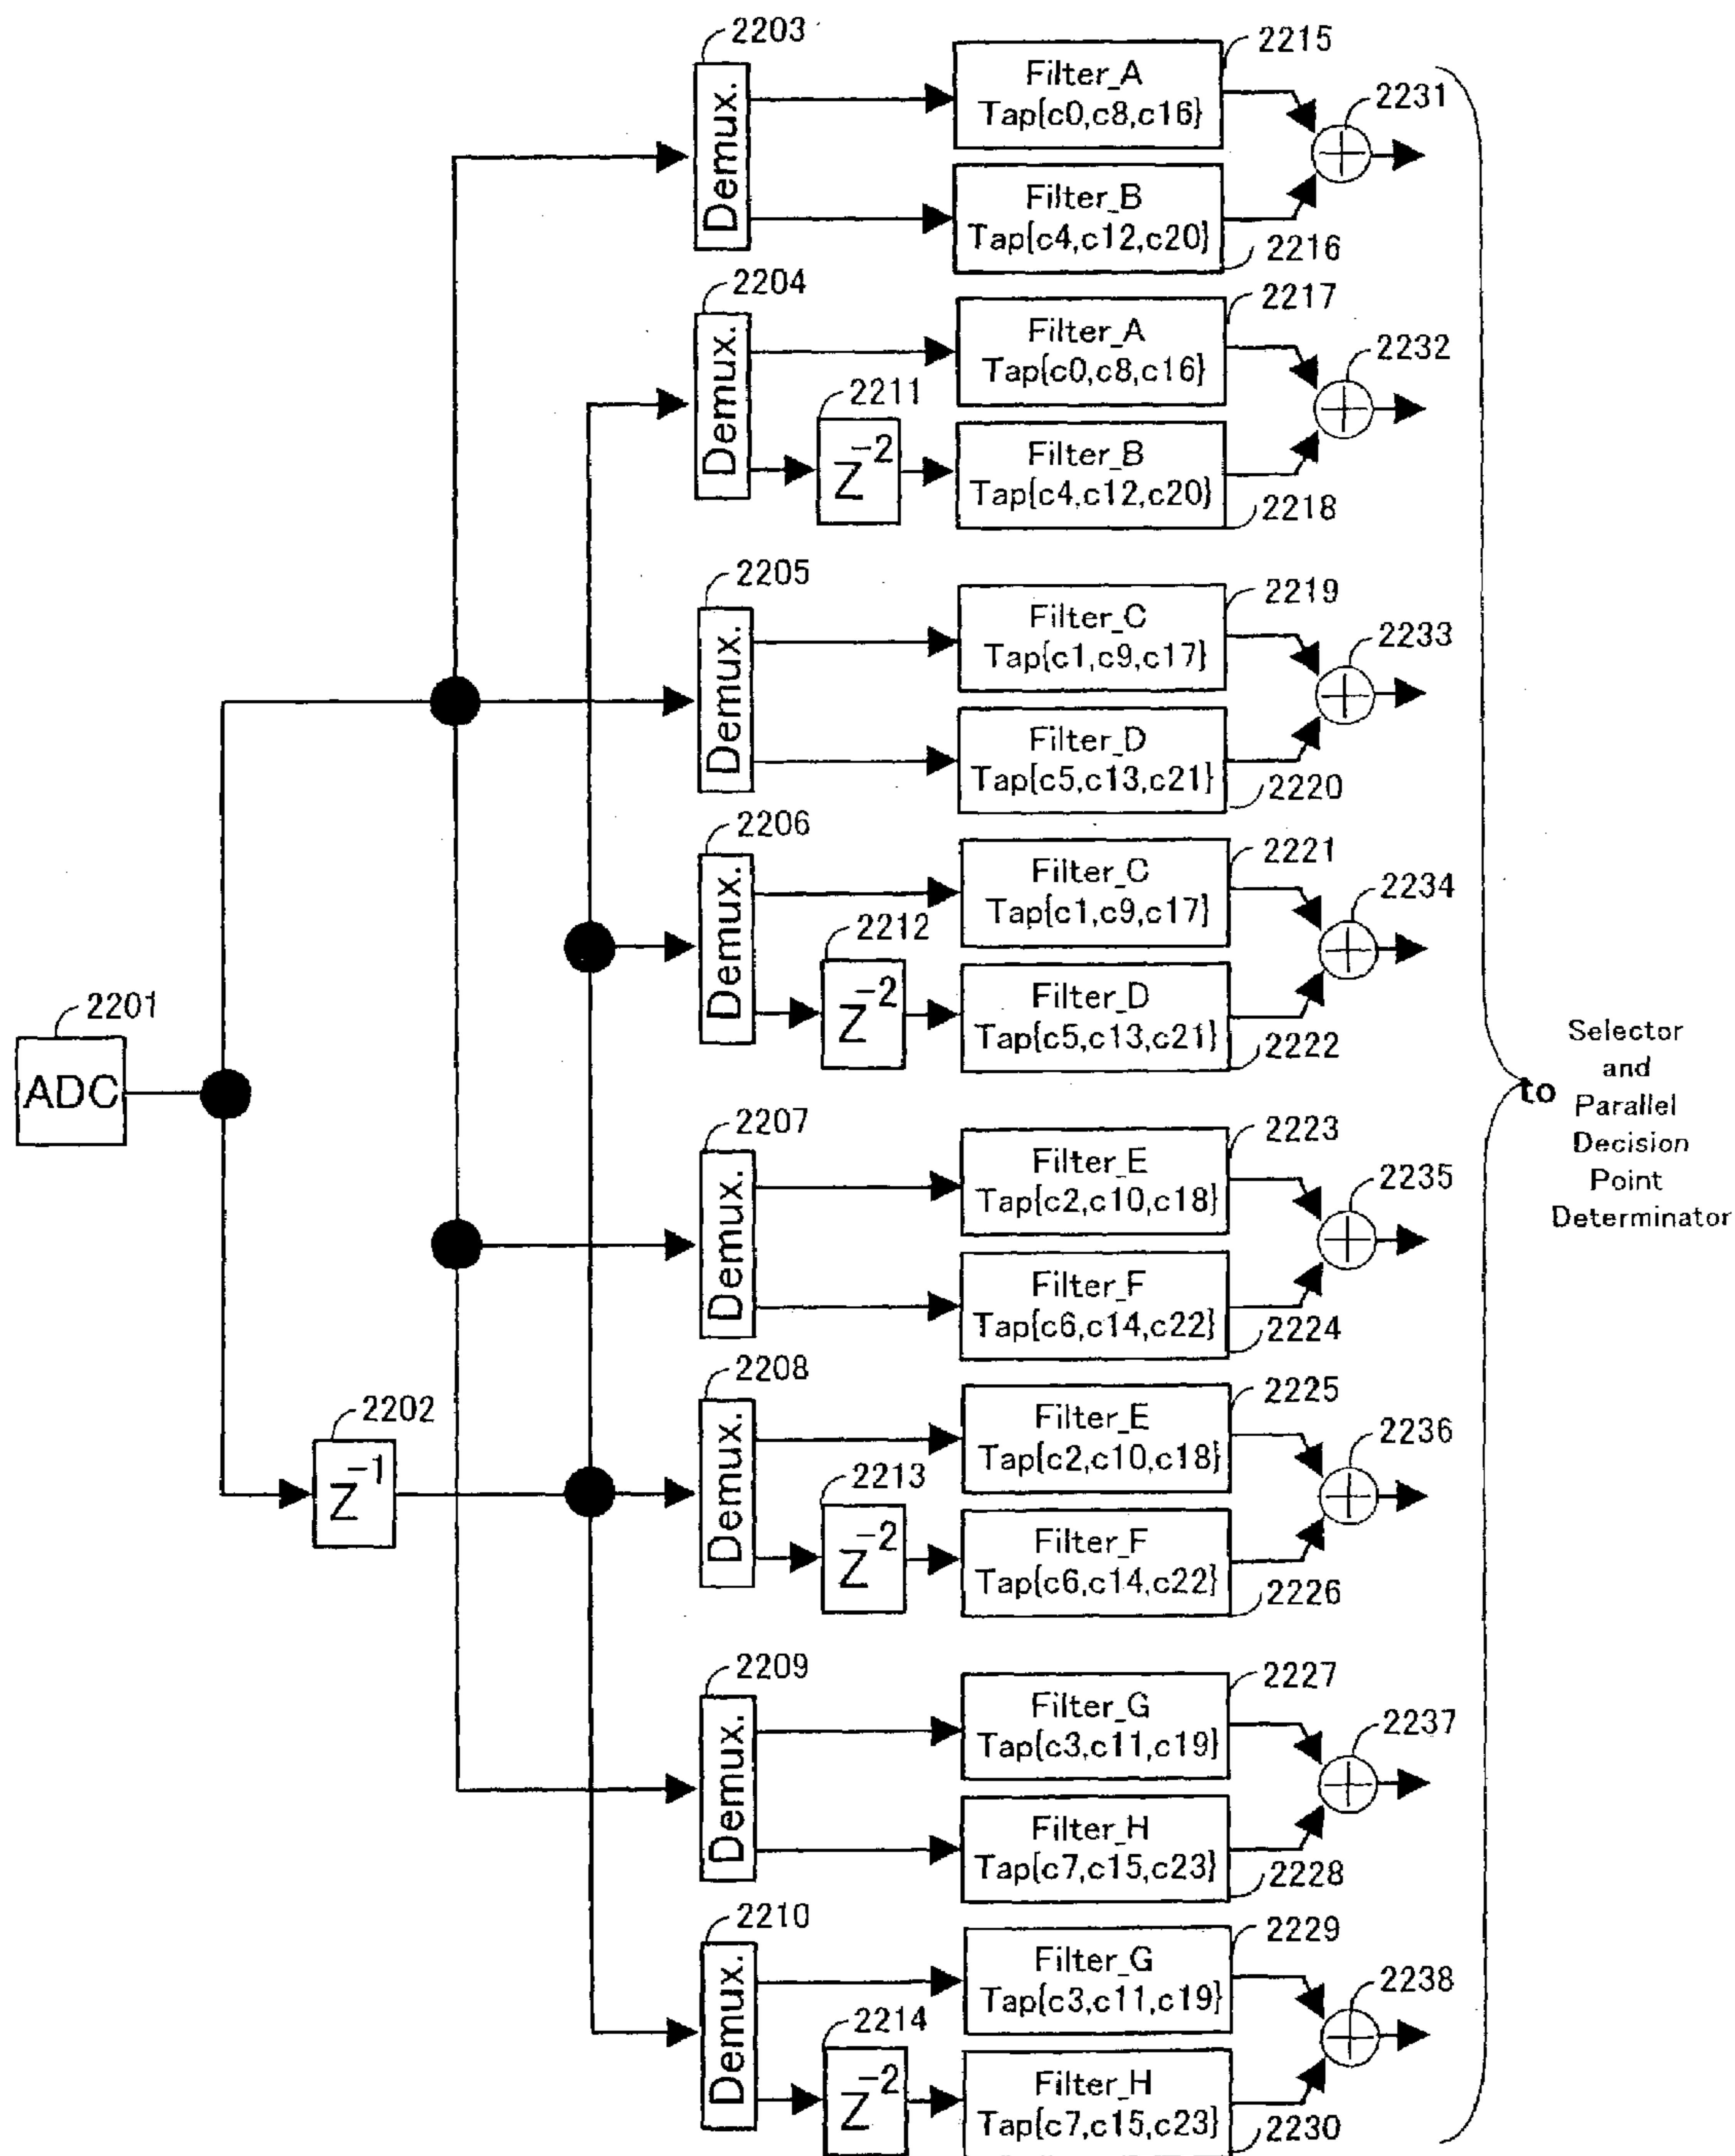 2203
Demux.
Filter_A
Tap{c0,c8,c16}
2215
2231
Filter_B
Tap{c4,c12,c20}
2216
2204
Demux.
Filter_A
Tap{c0,c8,c16}
2217
2232
2211
Z-2
Filter_B
Tap{c4,c12,c20}
2218
2205
Demux.
Filter_C
Tap{c1,c9,c17}
2219
2233
Filter_D
Tap{c5,c13,c21}
2220
2206
Demux.
Filter_C
Tap{c1,c9,c17}
2221
2234
2212
Z-2
Filter_D
Tap{c5,c13,c21}
2222
2201
ADC
to
Selector
and
Parallel
Decision
Point
Determinator
2207
Demux.
Filter_E
Tap{c2,c10,c18}
2223
2235
Filter_F
Tap{c6,c14,c22}
2224
2202
Z-1
2208
Demux.
Filter_E
Tap{c2,c10,c18}
2225
2236
2213
Z-2
Filter_F
Tap{c6,c14,c22}
2226
2209
Demux.
Filter_G
Tap{c3,c11,c19}
2227
2237
Filter_H
Tap{c7,c15,c23}
2228
2210
Demux.
Filter_G
Tap{c3,c11,c19}
2229
2238
2214
Z-2
Filter_H
Tap{c7,c15,c23}
2230